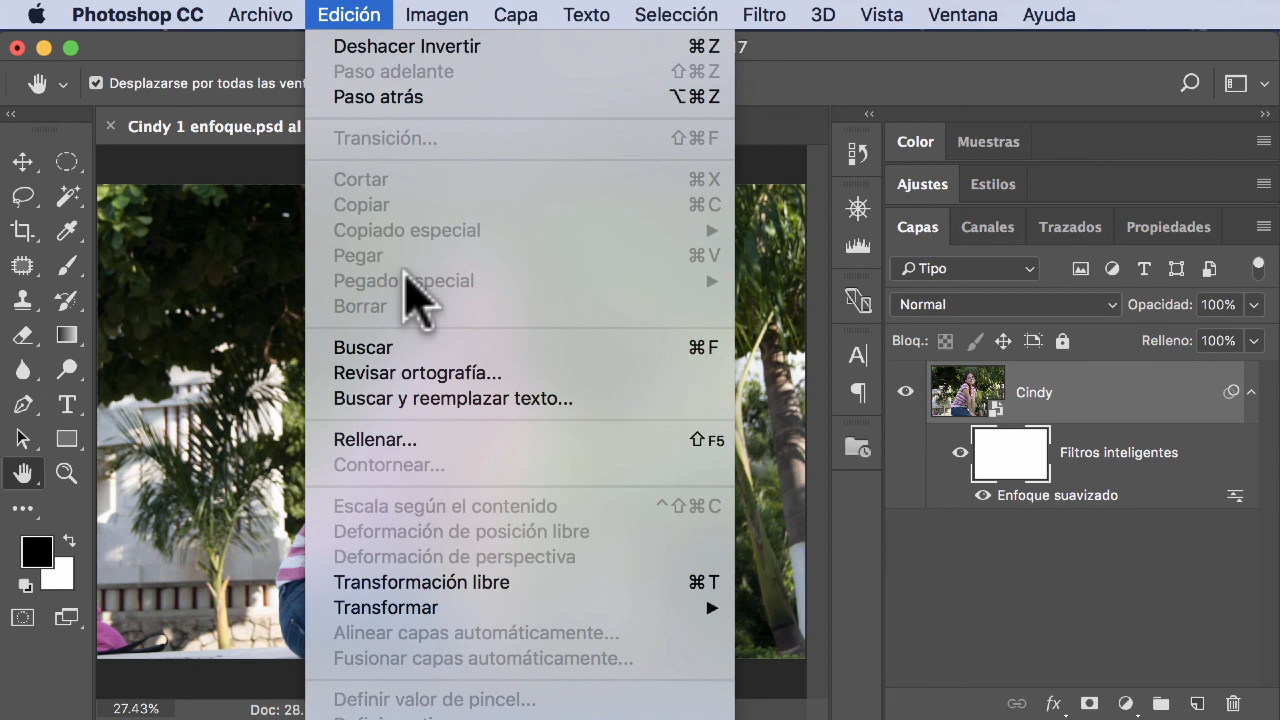 Photoshop CC Archivo Edición Imagen Capa Texto Selección Filtro 3D Vista Ventana Ayuda
Deshacer Invertir ⌘Z
7
Paso adelante ⇧⌘Z
Desplazarse por todas las ven
Paso atrás ⌥⌘Z
× Cindy 1 enfoque.psd al
Transición... ⇧⌘F
Cortar ⌘X
Copiar ⌘C
Copiado especial
Pegar ⌘V
Borrar
Buscar ⌘F
Revisar ortografía...
Buscar y reemplazar texto...
Rellenar... ⇧F5
Contornear...
Escala según el contenido ^⇧⌘C
Deformación de posición libre
Deformación de perspectiva
Transformación libre ⌘T
Transformar
Alinear capas automáticamente...
Fusionar capas automáticamente...
Definir valor de pincel...
27.43% Doc: 28.
Color Muestras
Ajustes Estilos
Capas Canales Trazados Propiedades
Tipo
Normal Opacidad: 100%
Bloq.: Relleno: 100%
Cindy
Filtros inteligentes
Enfoque suavizado
fx